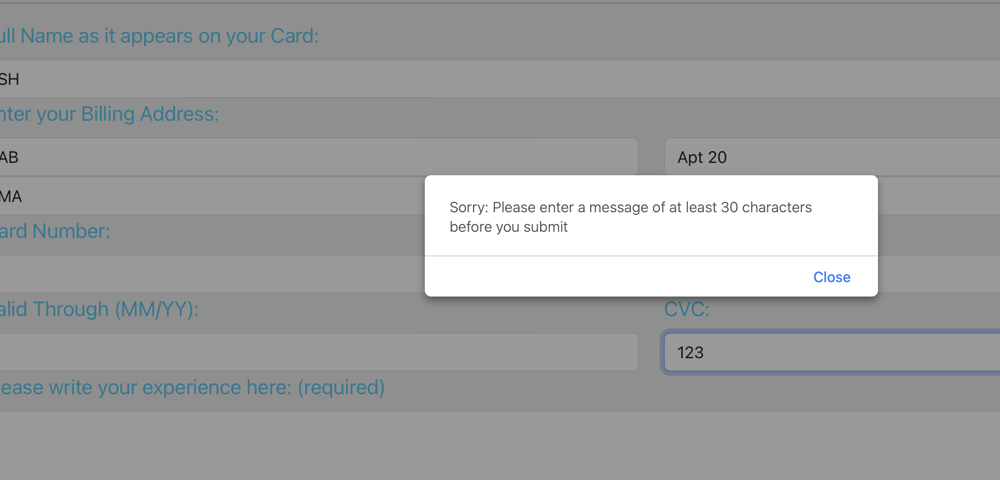 ull Name as it appears on your Card:
SH
nter your Billing Address:
AB
Apt 20
MA
Sorry: Please enter a message of at least 30 characters
before you submit
Close
ard Number:
alid Through (MM/YY):
CVC:
123
ease write your experience here: (required)